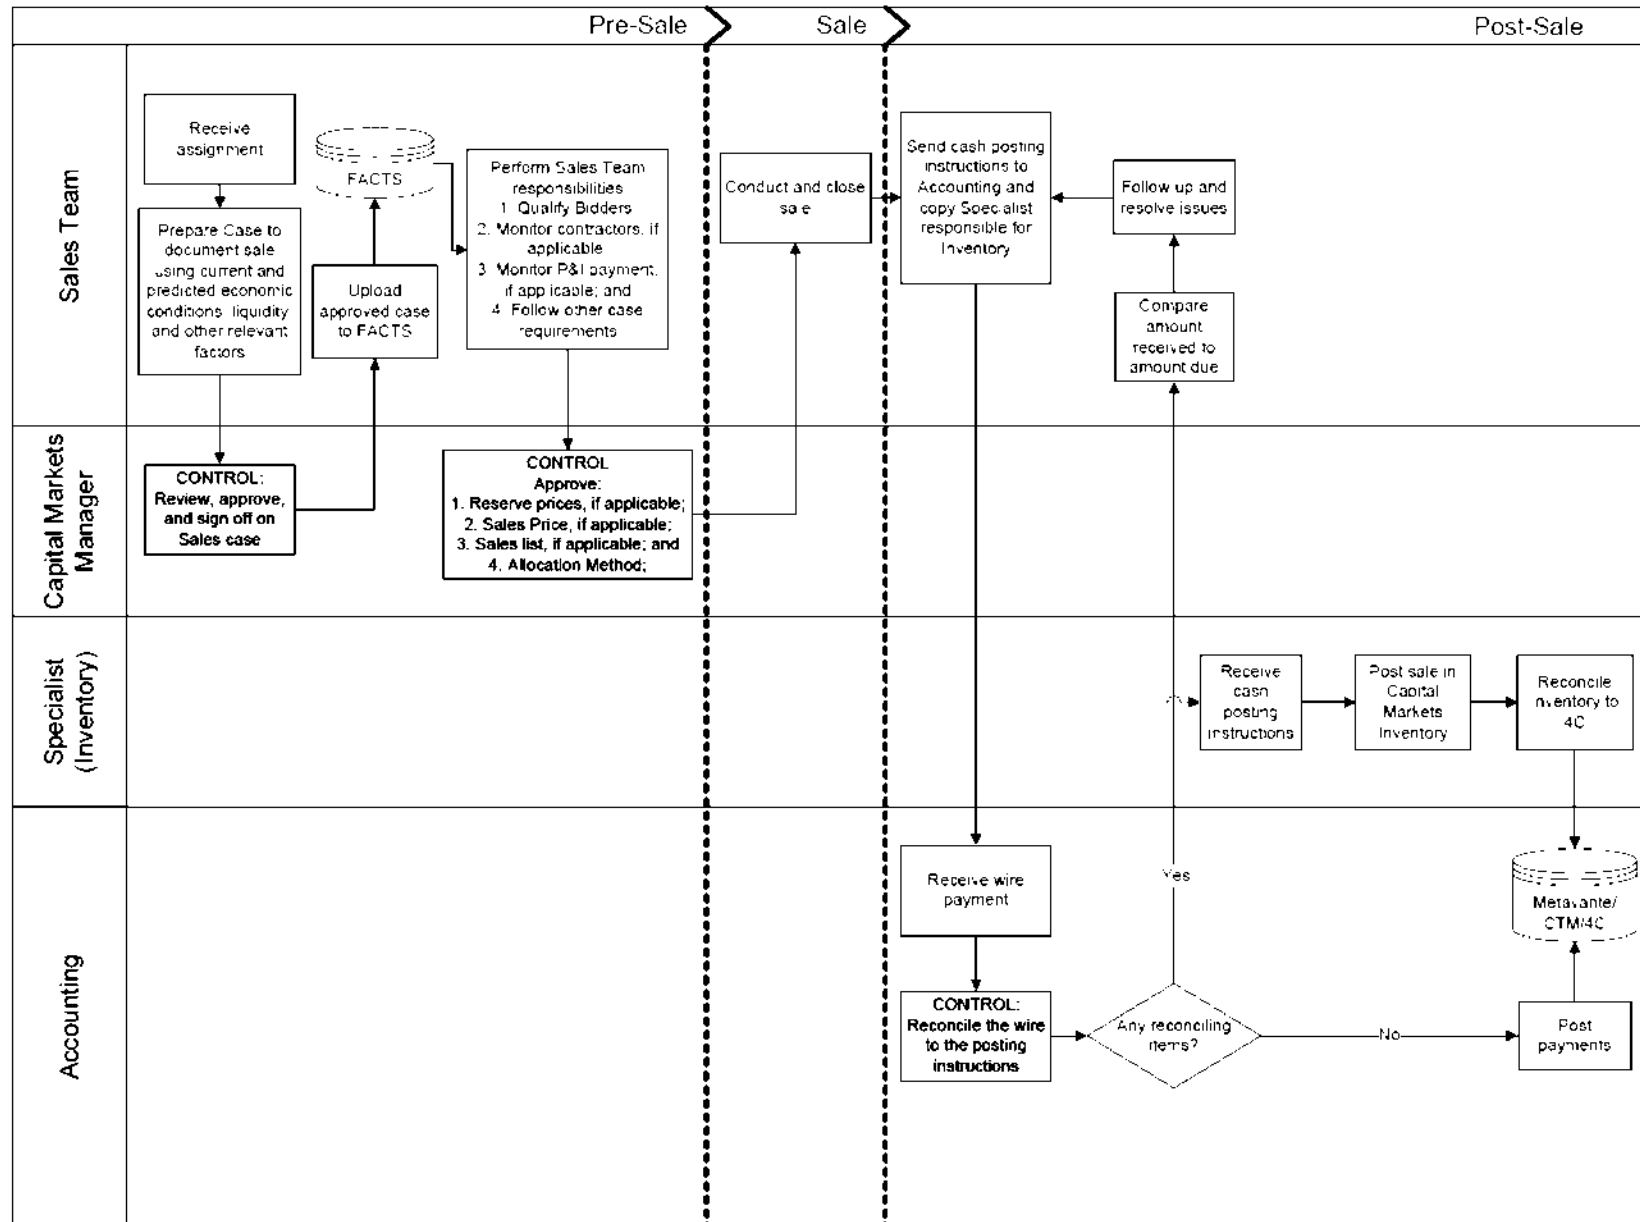 Pre-Sale
Sale
Post-Sale
Sales Team
Receive
assignment
Prepare Case to
document sale
using current and
predicted economic
conditions, liquidity
and other relevant
factors
FACTS
Upload
approved case
to FACTS
Perform Sales Team
responsibilities
1. Qualify Bidders
2. Monitor contractors, if
applicable
3. Monitor P&I payment,
if applicable; and
4. Follow other case
requirements
Conduct and close
sale
Send cash posting
instructions to
Accounting and
copy Specialist
responsible for
Inventory
Follow up and
resolve issues
Compare
amount
received to
amount due
Capital Markets
Manager
CONTROL:
Review, approve,
and sign off on
Sales case
CONTROL
Approve:
1. Reserve prices, if applicable;
2. Sales Price, if applicable;
3. Sales list, if applicable; and
4. Allocation Method;
Specialist
(Inventory)
Receive
cash
posting
instructions
Post sale in
Capital
Markets
Inventory
Reconcile
inventory to
4C
Accounting
Receive wire
payment
Yes
Metavante/
CTM/4C
CONTROL:
Reconcile the wire
to the posting
instructions
Any reconciling
items?
No
Post
payments